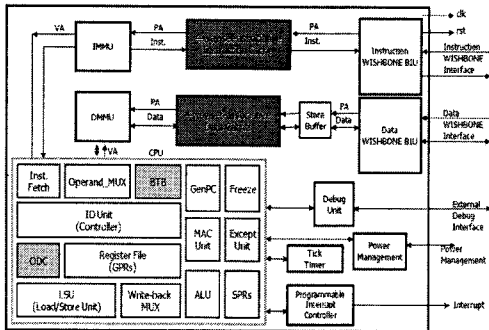 clk
rst
VA
PA
PA
IMMU
Inst.
Inst.
Instruction
WISHBONE BIU
Instruction
WISHBONE
Interface
PA
Data
DMMU
Store
Buffer
PA
Data
Data
WISHBONE BIU
Data
WISHBONE
Interface
VA
CPU
Inst.
Fetch
Operand_MUX
BTB
GenPC
Freeze
Debug
Unit
External
Debug
Interface
ID Unit
(Controller)
MAC
Unit
Except
Unit
Power
Management
Power
Management
ODC
Register File
(GPRs)
Tick
Timer
LSU
(Load/Store Unit)
Write-back
MUX
ALU
SPRs
Programmable
Interrupt
Controller
Interrupt